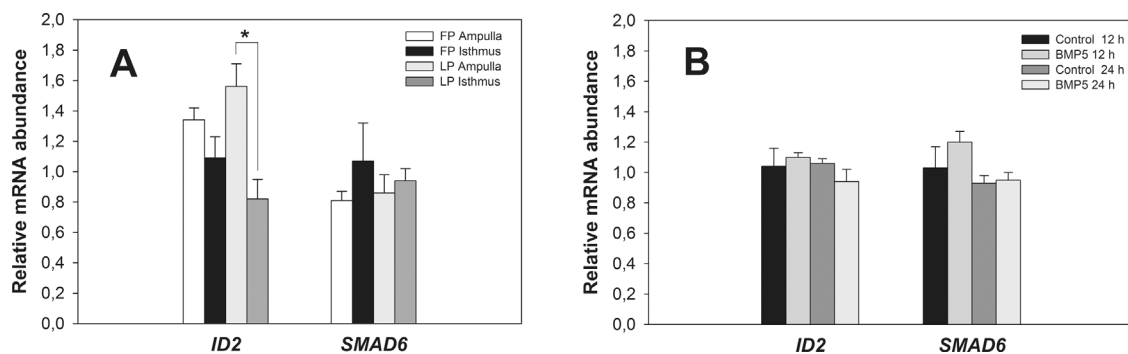 Relative mRNA abundance
2,0
1,8
1,6
1,4
1,2
1,0
0,8
0,6
0,4
0,2
0,0
A
*
FP Ampulla
FP Isthmus
LP Ampulla
LP Isthmus
ID2
SMAD6
Relative mRNA abundance
2,0
1,8
1,6
1,4
1,2
1,0
0,8
0,6
0,4
0,2
0,0
B
Control 12 h
BMP5 12 h
Control 24 h
BMP5 24 h
ID2
SMAD6